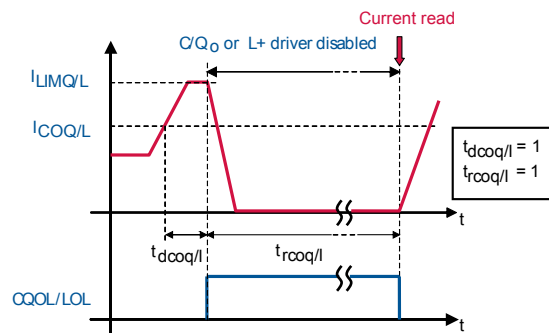 Current read
C/Qo or L+ driver disabled
ILIMQ/L
ICOQ/L
tdcoq/l = 1
trcoq/l = 1
t
tdcoq/l
trcoq/l
CQOL/LOL
t